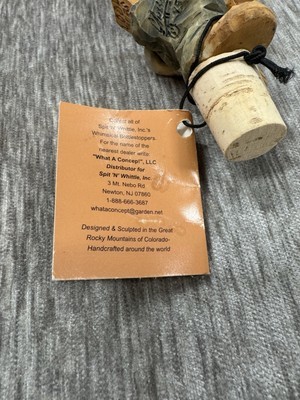 Collect all of
Spit 'N' Whittle, Inc.'s
Whimsical Bottlestoppers.
For the name of the
nearest dealer write:
"What A Concept!", LLC
Distributor for
Spit 'N' Whittle, Inc.
3 Mt. Nebo Rd
Newton, NJ 07860
1-888-666-3687
whataconcept@garden.net
Designed & Sculpted in the Great
Rocky Mountains of Colorado-
Handcrafted around the world